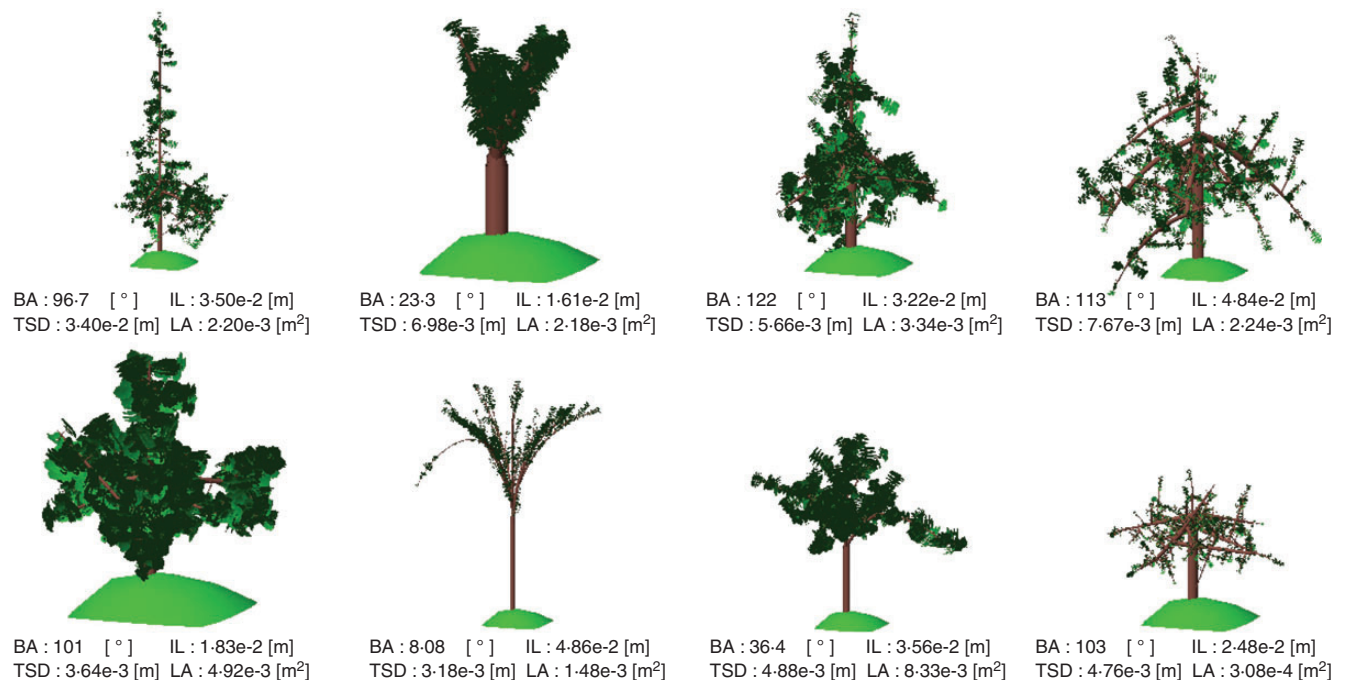 BA : 96·7 [ ° ] IL : 3·50e-2 [m]
TSD : 3·40e-2 [m] LA : 2·20e-3 [m²]
BA : 23·3 [ ° ] IL : 1·61e-2 [m]
TSD : 6·98e-3 [m] LA : 2·18e-3 [m²]
BA : 122 [ ° ] IL : 3·22e-2 [m]
TSD : 5·66e-3 [m] LA : 3·34e-3 [m²]
BA : 113 [ ° ] IL : 4·84e-2 [m]
TSD : 7·67e-3 [m] LA : 2·24e-3 [m²]
BA : 101 [ ° ] IL : 1·83e-2 [m]
TSD : 3·64e-3 [m] LA : 4·92e-3 [m²]
BA : 8·08 [ ° ] IL : 4·86e-2 [m]
TSD : 3·18e-3 [m] LA : 1·48e-3 [m²]
BA : 36·4 [ ° ] IL : 3·56e-2 [m]
TSD : 4·88e-3 [m] LA : 8·33e-3 [m²]
BA : 103 [ ° ] IL : 2·48e-2 [m]
TSD : 4·76e-3 [m] LA : 3·08e-4 [m²]